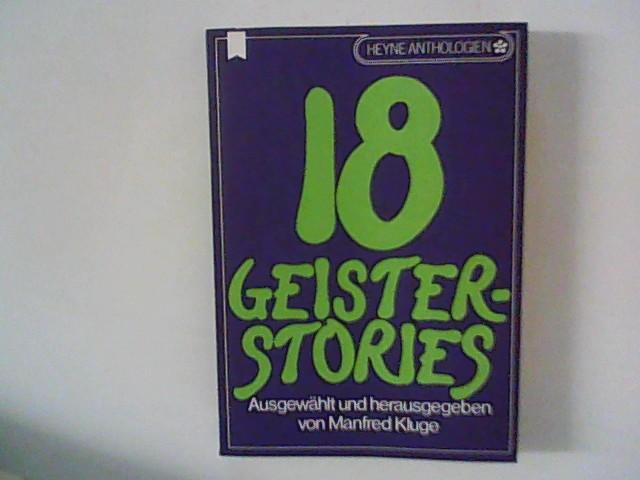 HEYNE ANTHOLOGIEN
18
GEISTER-
STORIES
Ausgewählt und herausgegeben
von Manfred Kluge